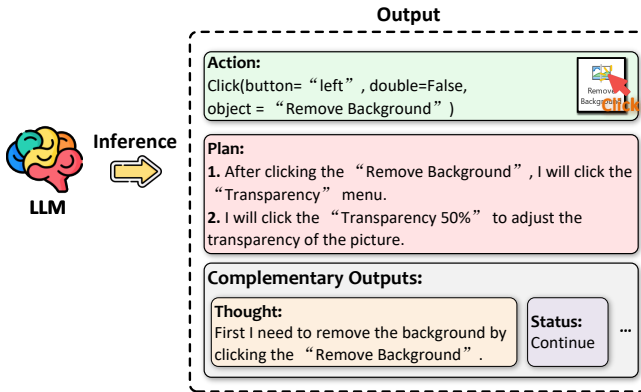 Output
Action:
Click(button= “left”, double=False,
object = “Remove Background”)
Remove
Background
Click
Inference
LLM
Plan:
1. After clicking the “Remove Background”, I will click the
“Transparency” menu.
2. I will click the “Transparency 50%” to adjust the
transparency of the picture.
Complementary Outputs:
Thought:
First I need to remove the background by
clicking the “Remove Background”.
Status:
Continue
...